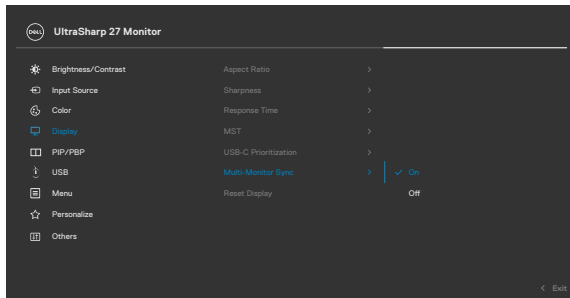 DELL UltraSharp 27 Monitor
Brightness/Contrast
Input Source
Color
Display
PIP/PBP
USB
Menu
Personalize
Others
Aspect Ratio
Sharpness
Response Time
MST
USB-C Prioritization
Multi-Monitor Sync
Reset Display
On
Off
Exit